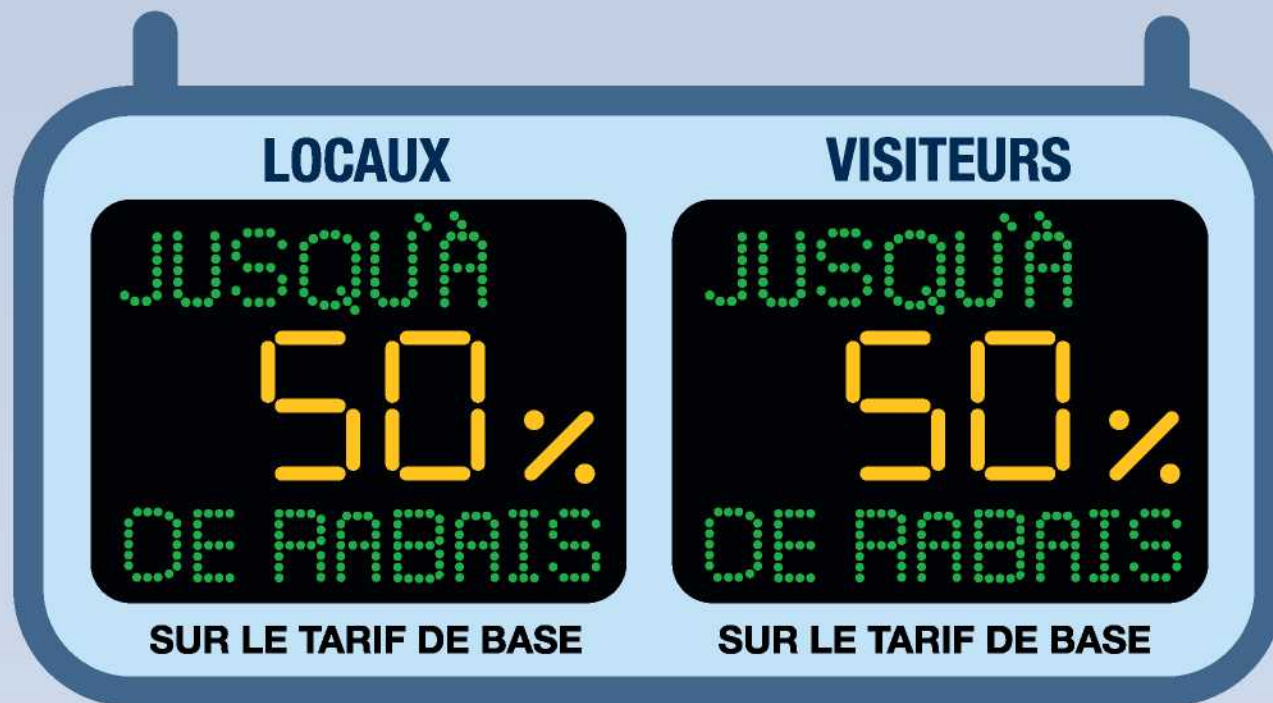 LOCAUX
JUSQU'À
50%
DE RABAIS
SUR LE TARIF DE BASE
VISITEURS
JUSQU'À
50%
DE RABAIS
SUR LE TARIF DE BASE